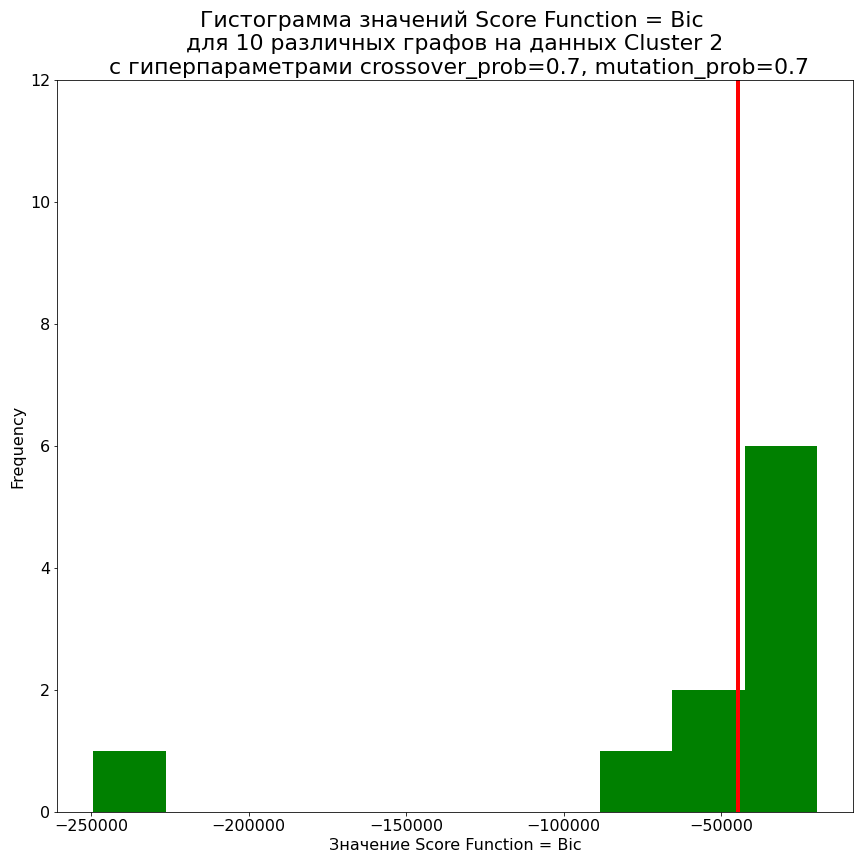 Гистограмма значений Score Function = Bic
для 10 различных графов на данных Cluster 2
с гиперпараметрами crossover_prob=0.7, mutation_prob=0.7
12
10
8
6
4
2
0
Frequency
−250000 −200000 −150000 −100000 −50000
Значение Score Function = Bic